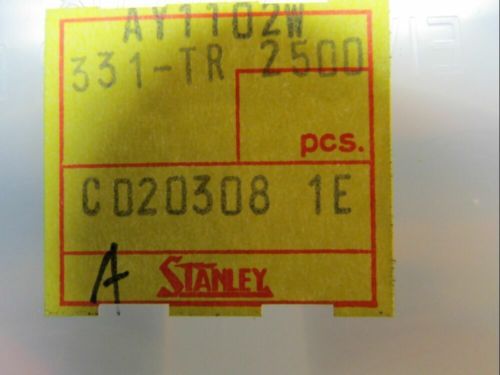 AY1102W
331-TR 2500
pcs.
C020308 1E
A
STANLEY